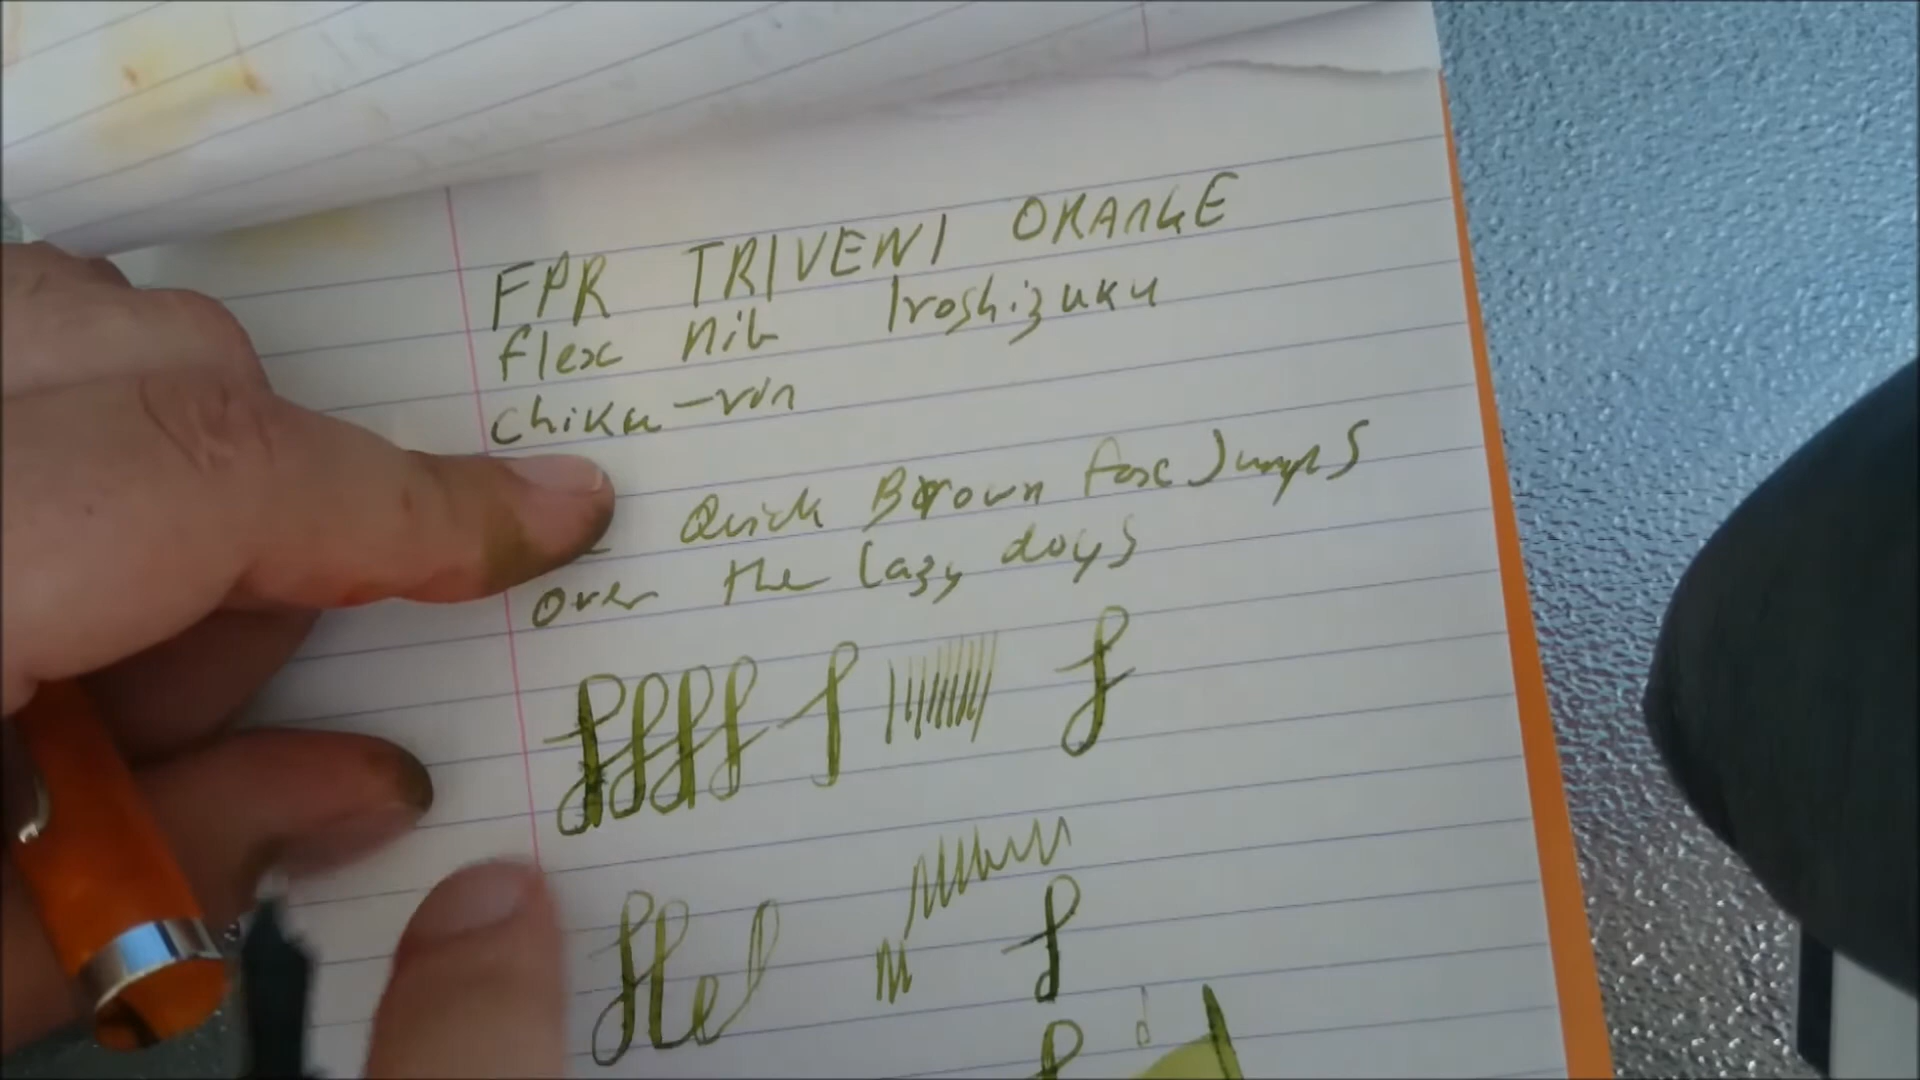 FPR TRIVENI ORANGE
flex nib Iroshizuku
Chiku-rin
Quick Brown fox Jumps
over the lazy dogs